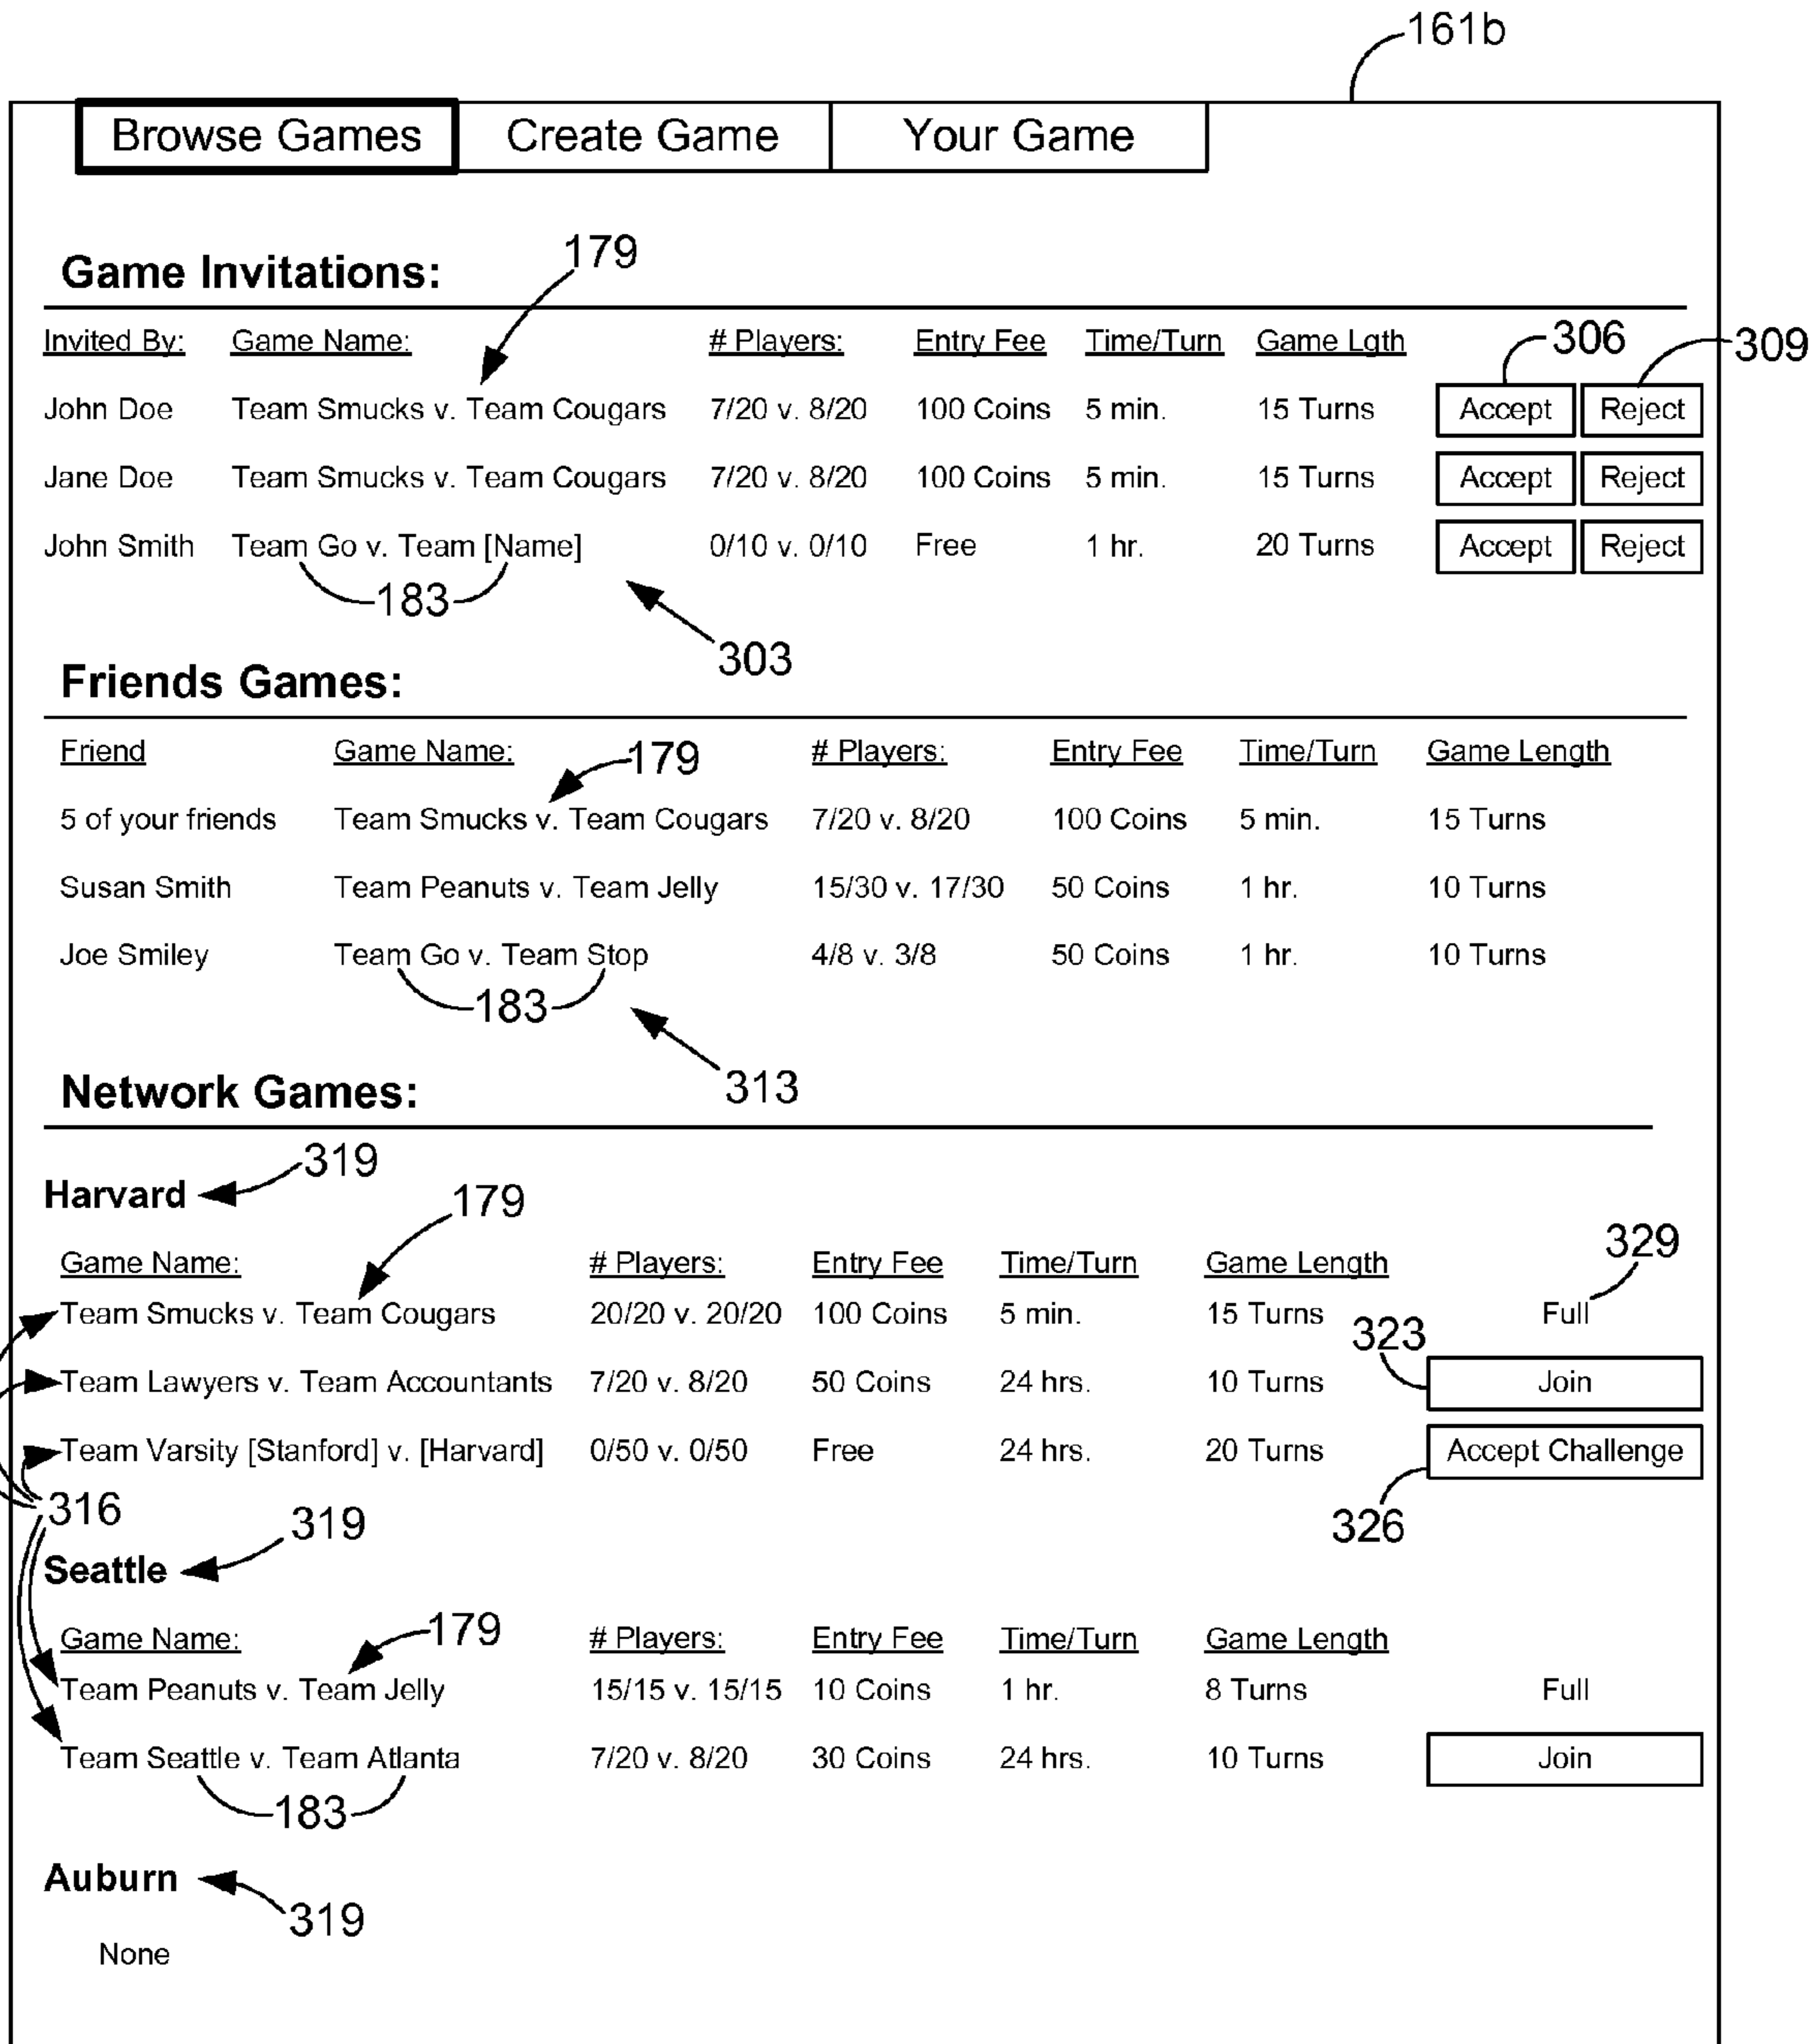 161b
Browse Games Create Game Your Game
179
Game Invitations:
Invited By: Game Name: # Players: Entry Fee Time/Turn Game Lgth 306 309
John Doe Team Smucks v. Team Cougars 7/20 v. 8/20 100 Coins 5 min. 15 Turns Accept Reject
Jane Doe Team Smucks v. Team Cougars 7/20 v. 8/20 100 Coins 5 min. 15 Turns Accept Reject
John Smith Team Go v. Team [Name] 0/10 v. 0/10 Free 1 hr. 20 Turns Accept Reject
183
303
Friends Games:
Friend Game Name: 179 # Players: Entry Fee Time/Turn Game Length
5 of your friends Team Smucks v. Team Cougars 7/20 v. 8/20 100 Coins 5 min. 15 Turns
Susan Smith Team Peanuts v. Team Jelly 15/30 v. 17/30 50 Coins 1 hr. 10 Turns
Joe Smiley Team Go v. Team Stop 4/8 v. 3/8 50 Coins 1 hr. 10 Turns
183
313
Network Games:
319
Harvard 179
329
Game Name: # Players: Entry Fee Time/Turn Game Length
Team Smucks v. Team Cougars 20/20 v. 20/20 100 Coins 5 min. 15 Turns Full
323
Team Lawyers v. Team Accountants 7/20 v. 8/20 50 Coins 24 hrs. 10 Turns Join
Team Varsity [Stanford] v. [Harvard] 0/50 v. 0/50 Free 24 hrs. 20 Turns Accept Challenge
316 319 326
Seattle
Game Name: 179 # Players: Entry Fee Time/Turn Game Length
Team Peanuts v. Team Jelly 15/15 v. 15/15 10 Coins 1 hr. 8 Turns Full
Team Seattle v. Team Atlanta 7/20 v. 8/20 30 Coins 24 hrs. 10 Turns Join
183
Auburn
319
None